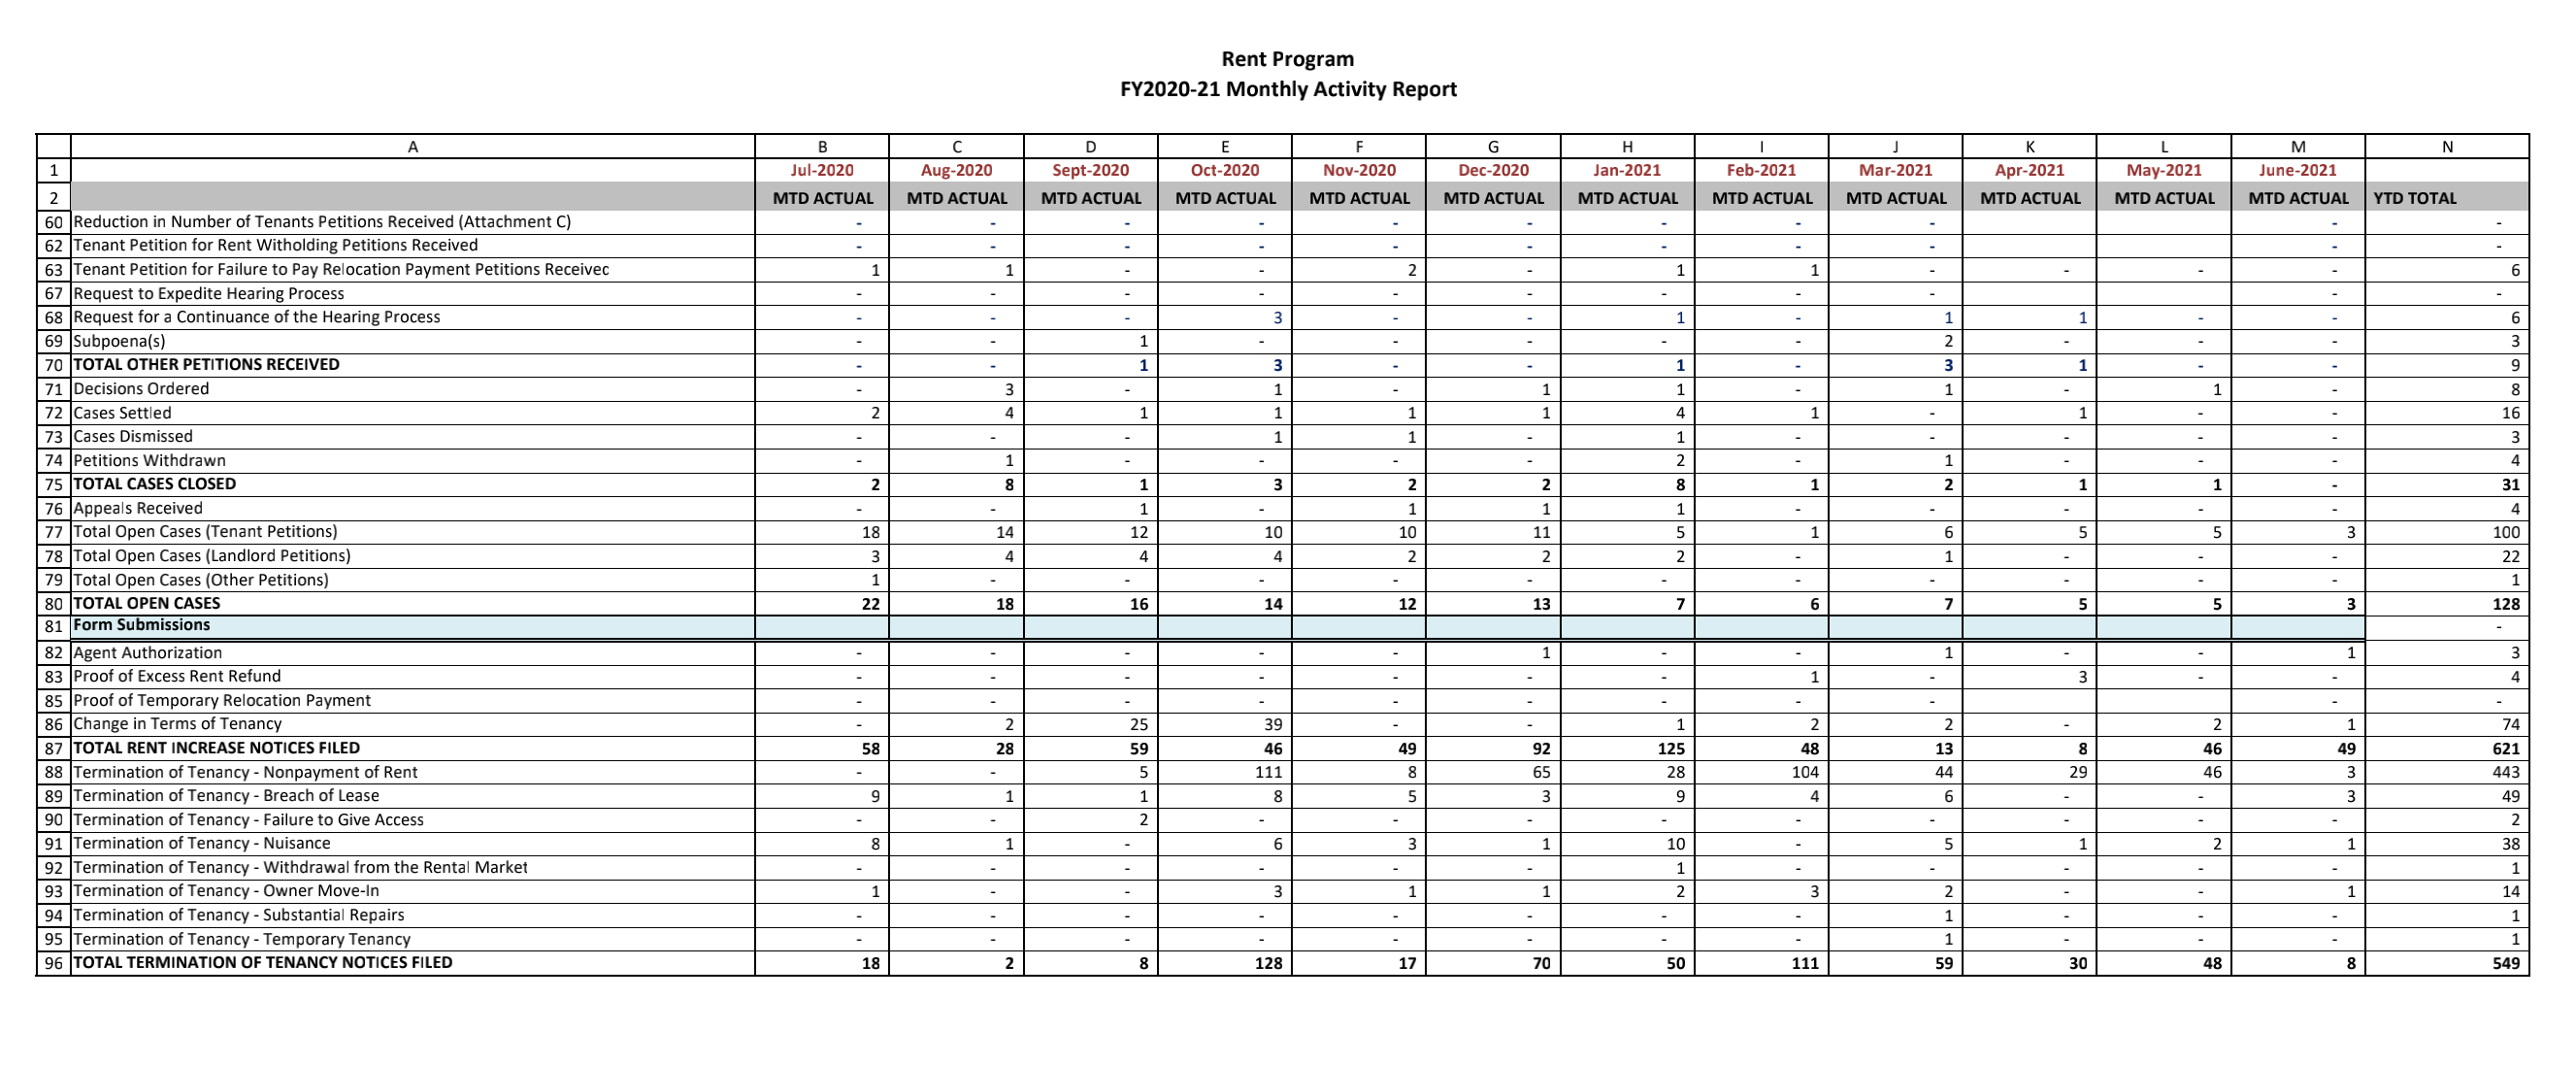 Rent Program
FY2020-21 Monthly Activity Report
A B C D E F G H I J K L M N
1 Jul-2020 Aug-2020 Sept-2020 Oct-2020 Nov-2020 Dec-2020 Jan-2021 Feb-2021 Mar-2021 Apr-2021 May-2021 June-2021
2 MTD ACTUAL MTD ACTUAL MTD ACTUAL MTD ACTUAL MTD ACTUAL MTD ACTUAL MTD ACTUAL MTD ACTUAL MTD ACTUAL MTD ACTUAL MTD ACTUAL MTD ACTUAL YTD TOTAL
60 Reduction in Number of Tenants Petitions Received (Attachment C) - - - - - - - - - - -
62 Tenant Petition for Rent Witholding Petitions Received - - - - - - - - - - -
63 Tenant Petition for Failure to Pay Relocation Payment Petitions Receivec 1 1 - - 2 - 1 1 - - - - 6
67 Request to Expedite Hearing Process - - - - - - - - - - -
68 Request for a Continuance of the Hearing Process - - - 3 - - 1 - 1 1 - - 6
69 Subpoena(s) - - 1 - - - - - 2 - - - 3
70 TOTAL OTHER PETITIONS RECEIVED - - 1 3 - - 1 - 3 1 - - 9
71 Decisions Ordered - 3 - 1 - 1 1 - 1 - 1 - 8
72 Cases Settled 2 4 1 1 1 1 4 1 - 1 - - 16
73 Cases Dismissed - - - 1 1 - 1 - - - - - 3
74 Petitions Withdrawn - 1 - - - - 2 - 1 - - - 4
75 TOTAL CASES CLOSED 2 8 1 3 2 2 8 1 2 1 1 - 31
76 Appeals Received - - 1 - 1 1 1 - - - - - 4
77 Total Open Cases (Tenant Petitions) 18 14 12 10 10 11 5 1 6 5 5 3 100
78 Total Open Cases (Landlord Petitions) 3 4 4 4 2 2 2 - 1 - - - 22
79 Total Open Cases (Other Petitions) 1 - - - - - - - - - - - 1
80 TOTAL OPEN CASES 22 18 16 14 12 13 7 6 7 5 5 3 128
81 Form Submissions -
82 Agent Authorization - - - - - 1 - - 1 - - 1 3
83 Proof of Excess Rent Refund - - - - - - - 1 - 3 - - 4
85 Proof of Temporary Relocation Payment - - - - - - - - - - -
86 Change in Terms of Tenancy - 2 25 39 - - 1 2 2 - 2 1 74
87 TOTAL RENT INCREASE NOTICES FILED 58 28 59 46 49 92 125 48 13 8 46 49 621
88 Termination of Tenancy - Nonpayment of Rent - - 5 111 8 65 28 104 44 29 46 3 443
89 Termination of Tenancy - Breach of Lease 9 1 1 8 5 3 9 4 6 - - 3 49
90 Termination of Tenancy - Failure to Give Access - - 2 - - - - - - - - - 2
91 Termination of Tenancy - Nuisance 8 1 - 6 3 1 10 - 5 1 2 1 38
92 Termination of Tenancy - Withdrawal from the Rental Market - - - - - - 1 - - - - - 1
93 Termination of Tenancy - Owner Move-In 1 - - 3 1 1 2 3 2 - - 1 14
94 Termination of Tenancy - Substantial Repairs - - - - - - - - 1 - - - 1
95 Termination of Tenancy - Temporary Tenancy - - - - - - - - 1 - - - 1
96 TOTAL TERMINATION OF TENANCY NOTICES FILED 18 2 8 128 17 70 50 111 59 30 48 8 549